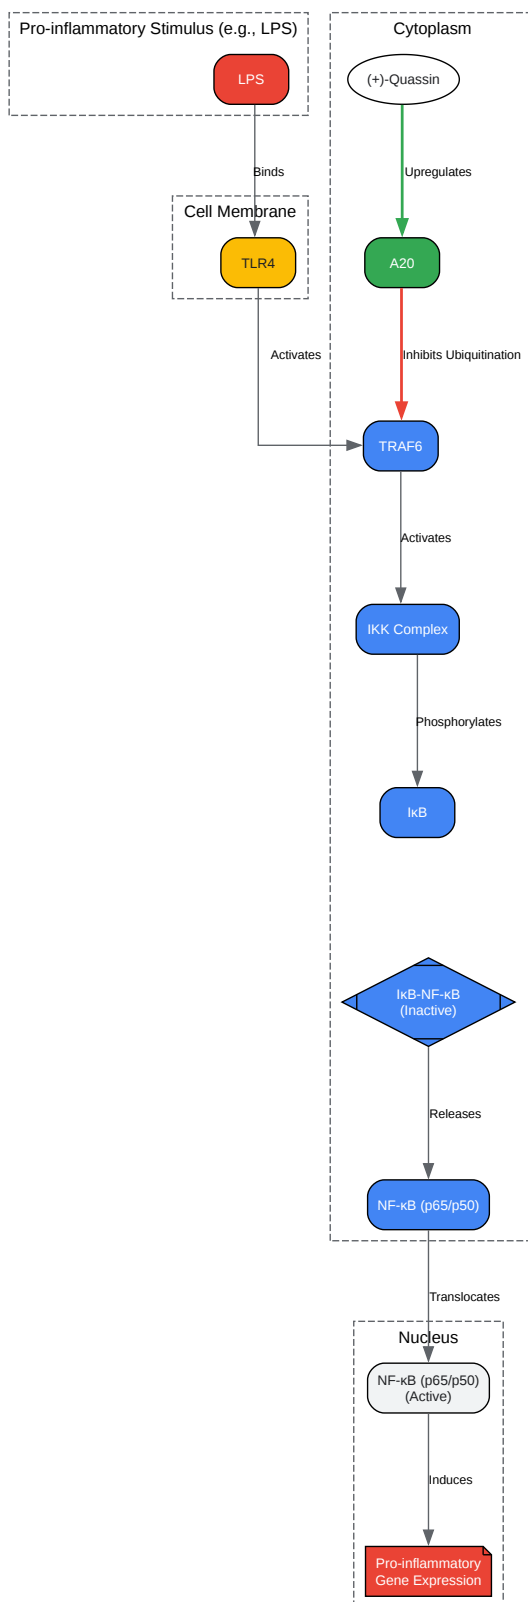 Pro-inflammatory Stimulus (e.g., LPS)
Cytoplasm
LPS
(+)-Quassin
Binds
Upregulates
Cell Membrane
TLR4
A20
Activates
Inhibits Ubiquitination
TRAF6
Activates
IKK Complex
Phosphorylates
IκB
IκB-NF-κB
(Inactive)
Releases
NF-κB (p65/p50)
Translocates
Nucleus
NF-κB (p65/p50)
(Active)
Induces
Pro-inflammatory
Gene Expression